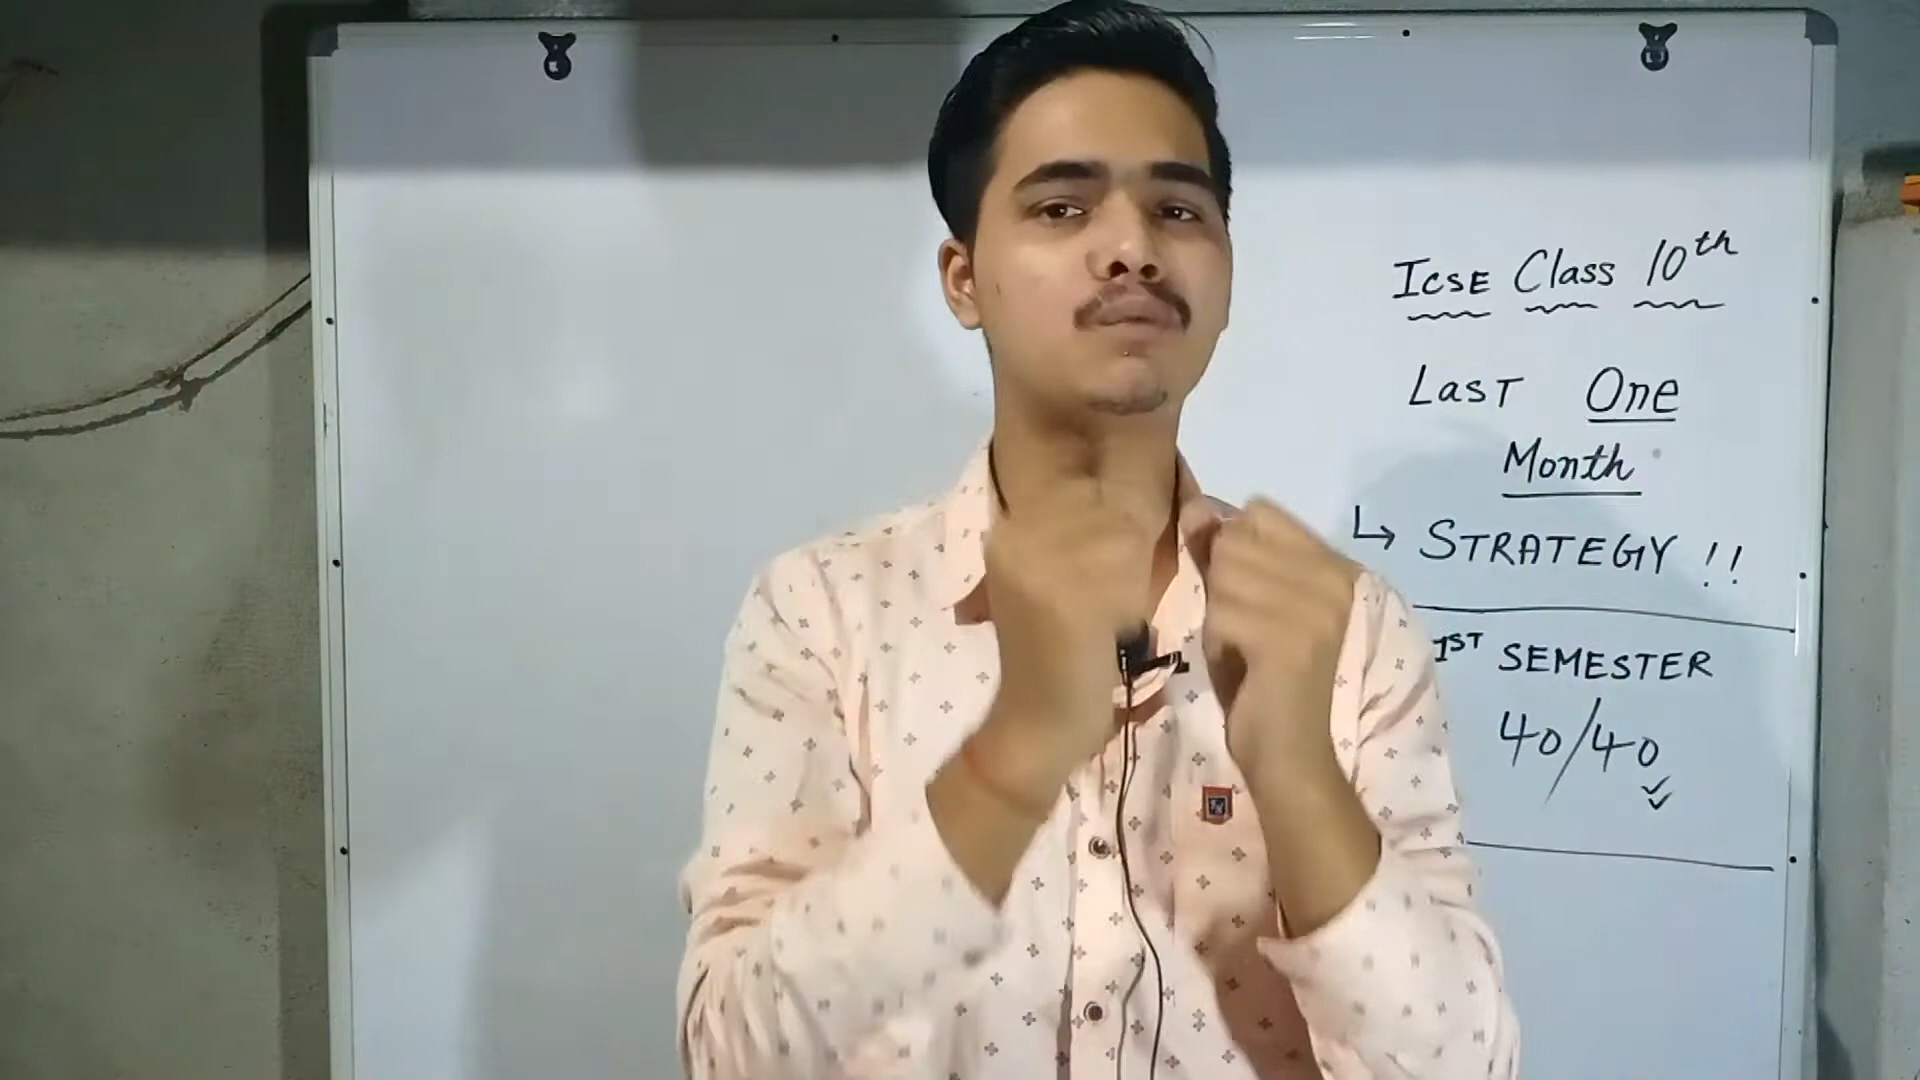 ICSE Class 10th
LAST One
Month
↳ STRATEGY !!
1ST SEMESTER
40/40